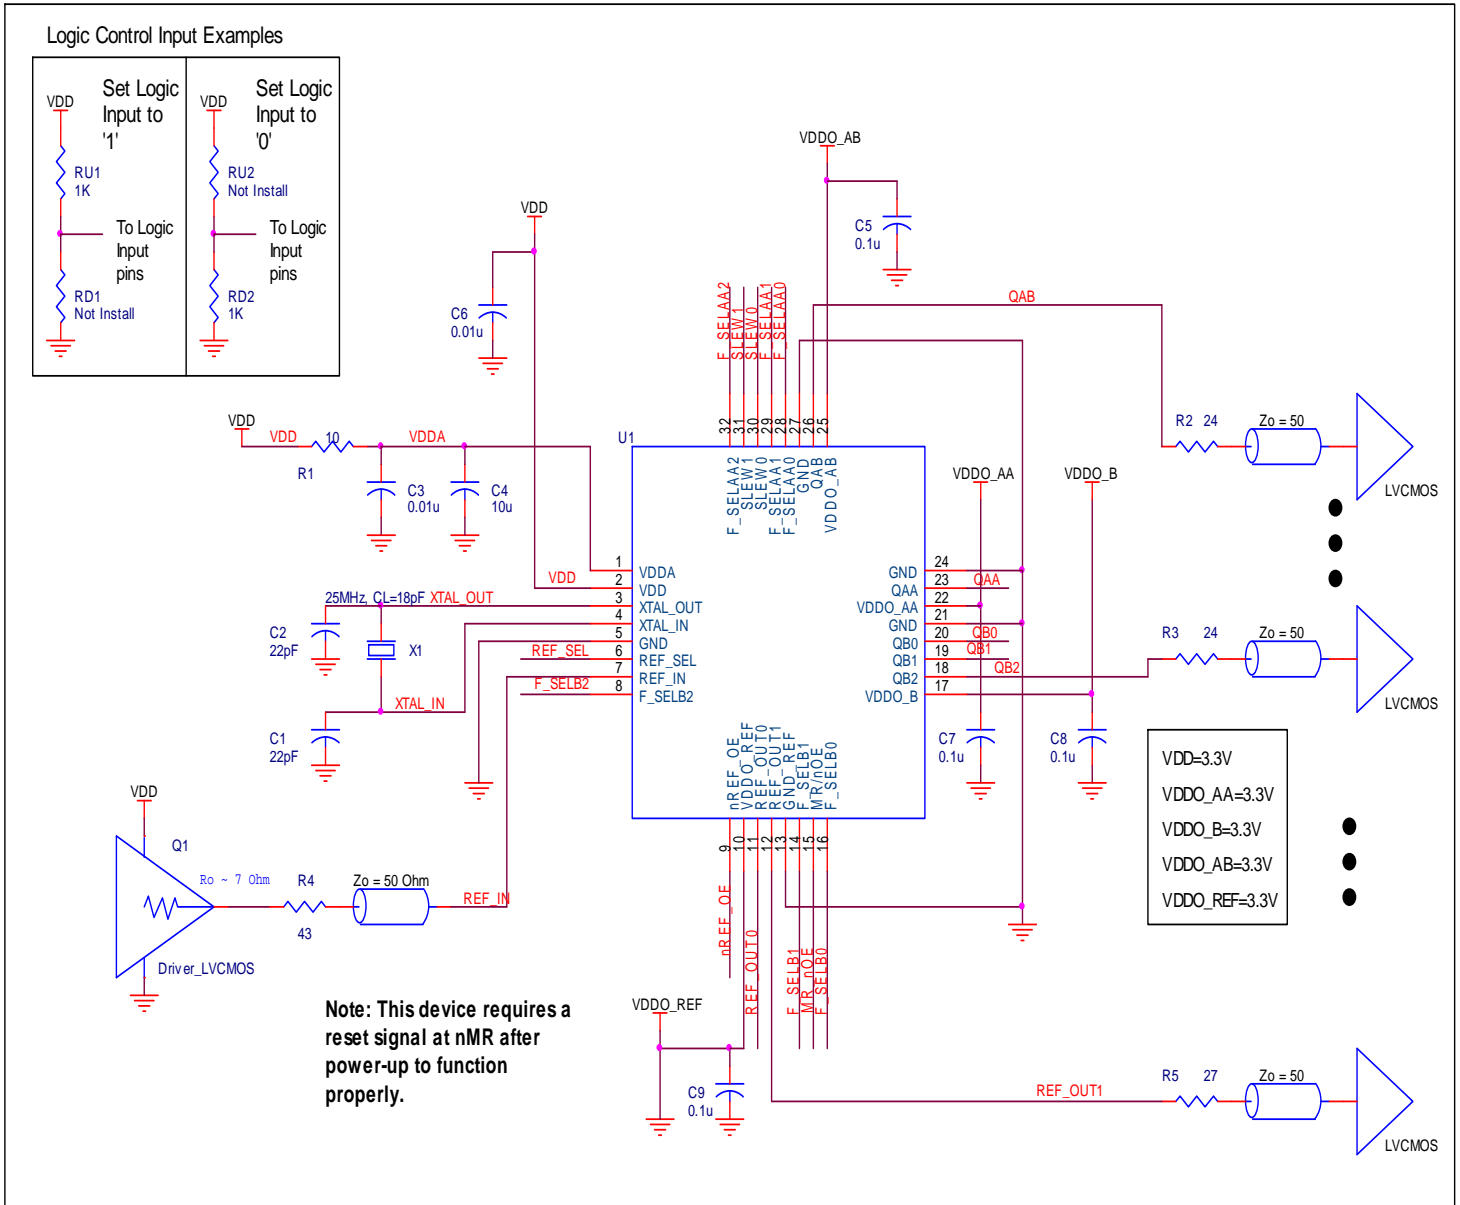 Logic Control Input Examples
VDD
Set Logic
Input to
'1'
RU1
1K
To Logic
Input
pins
RD1
Not Install
VDD
Set Logic
Input to
'0'
RU2
Not Install
To Logic
Input
pins
RD2
1K
VDD
C6
0.01u
VDDO_AB
C5
0.1u
F_SELAA2
SLEW1
SLEW0
F_SELAA1
F_SELAA0
QAB
32
31
30
29
28
27
26
25
R2 24
Zo = 50
LVCMOS
VDD
VDD
10
R1
VDDA
C3
0.01u
C4
10u
U1
F_SELAA2
SLEW1
SLEW0
F_SELAA1
F_SELAA0
GND
QAB
VDDO_AB
VDDO_AA
VDDO_B
VDD
25MHz, CL=18pF
XTAL_OUT
C2
22pF
X1
XTAL_IN
C1
22pF
REF_SEL
F_SELB2
1 VDDA
2 VDD
3 XTAL_OUT
4 XTAL_IN
5 GND
6 REF_SEL
7 REF_IN
8 F_SELB2
GND 24
QAA 23 QAA
VDDO_AA 22
GND 21
QB0 20 QB0
QB1 19 QB1
QB2 18 QB2
VDDO_B 17
R3 24
Zo = 50
LVCMOS
C7
0.1u
C8
0.1u
nREF_OE
VDDO_REF
REF_OUT0
REF_OUT1
GND_REF
F_SELB1
MR/nOE
F_SELB0
9
10
11
12
13
14
15
16
nREF_OE
REF_OUT0
F_SELB1
MR_nOE
F_SELB0
VDD=3.3V
VDDO_AA=3.3V
VDDO_B=3.3V
VDDO_AB=3.3V
VDDO_REF=3.3V
VDD
Q1
Ro ~ 7 Ohm
R4
43
Zo = 50 Ohm
REF_IN
Driver_LVCMOS
Note: This device requires a
reset signal at nMR after
power-up to function
properly.
VDDO_REF
C9
0.1u
REF_OUT1
R5 27
Zo = 50
LVCMOS